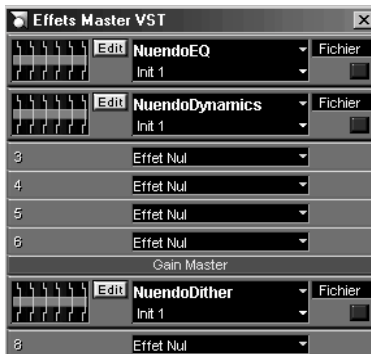 Effets Master VST
Edit NuendoEQ Fichier
Init 1
Edit NuendoDynamics Fichier
Init 1
3 Effet Nul
4 Effet Nul
5 Effet Nul
6 Effet Nul
Gain Master
Edit NuendoDither Fichier
Init 1
8 Effet Nul